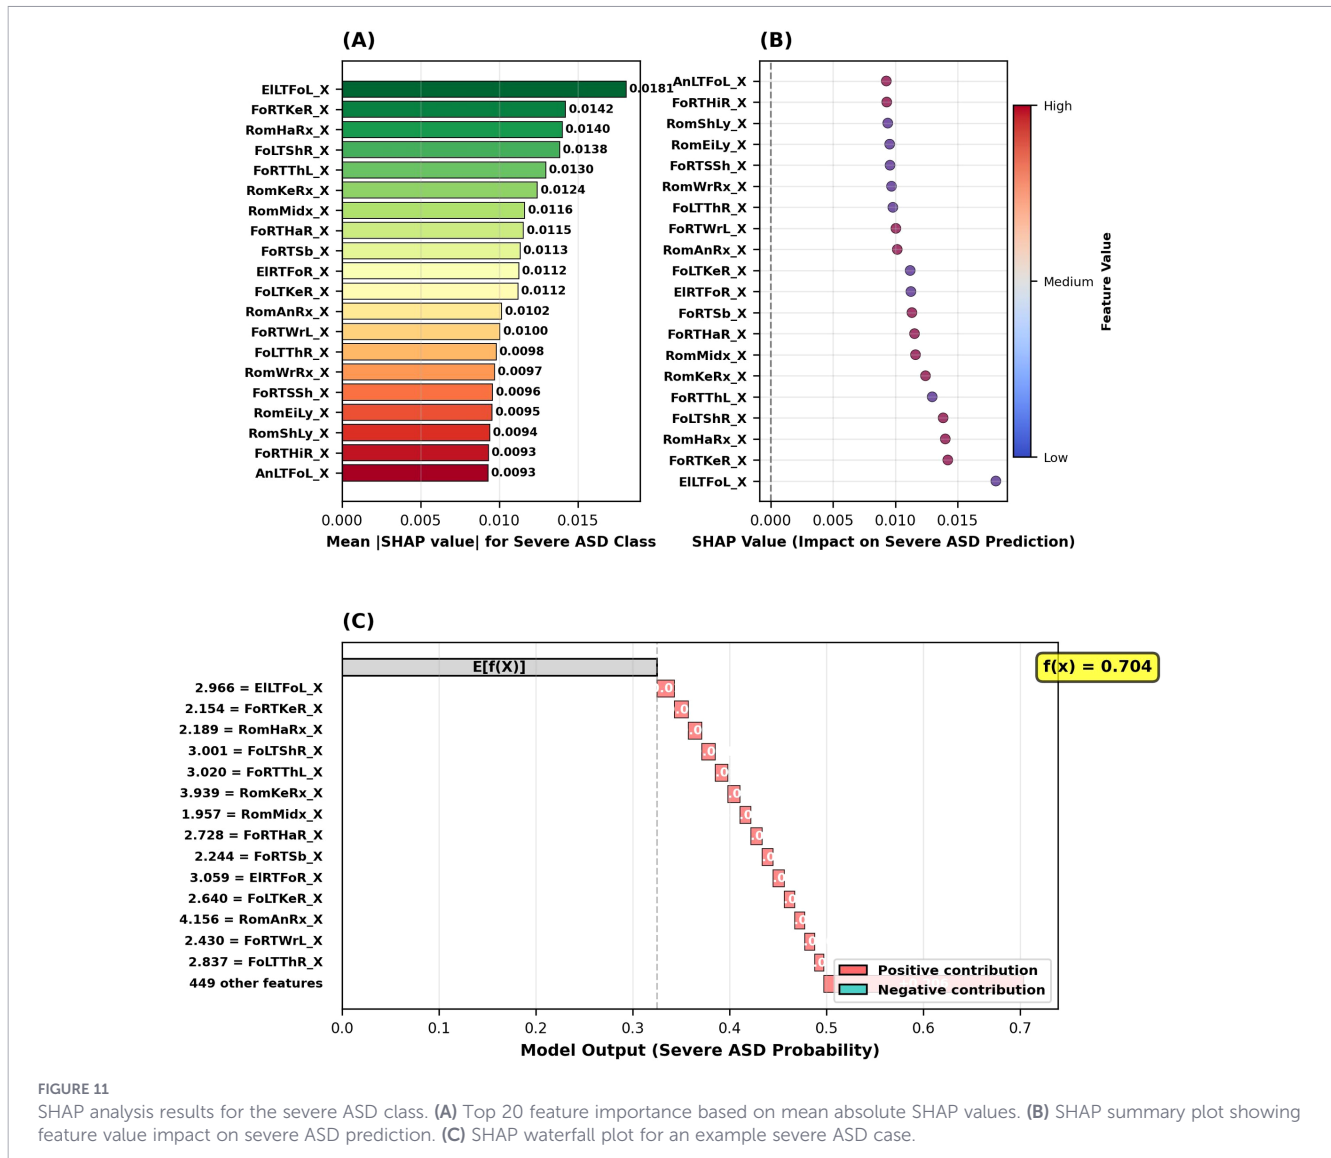 (A)
ElLTFoL_X
FoRTKeR_X
RomHaRx_X
FoLTShR_X
FoRTThL_X
RomKeRx_X
RomMidx_X
FoRTHaR_X
FoRTSb_X
ElRTFoR_X
FoLTKeR_X
RomAnRx_X
FoRTWrL_X
FoLTThR_X
RomWrRx_X
FoRTSSh_X
RomEiLy_X
RomShLy_X
FoRTHiR_X
AnLTFoL_X
0.0181
0.0142
0.0140
0.0138
0.0130
0.0124
0.0116
0.0115
0.0113
0.0112
0.0112
0.0102
0.0100
0.0098
0.0097
0.0096
0.0095
0.0094
0.0093
0.0093
0.000 0.005 0.010 0.015
Mean |SHAP value| for Severe ASD Class
(B)
AnLTFoL_X
FoRTHiR_X
RomShLy_X
RomEiLy_X
FoRTSSh_X
RomWrRx_X
FoLTThR_X
FoRTWrL_X
RomAnRx_X
FoLTKeR_X
ElRTFoR_X
FoRTSb_X
FoRTHaR_X
RomMidx_X
RomKeRx_X
FoRTThL_X
FoLTShR_X
RomHaRx_X
FoRTKeR_X
ElLTFoL_X
0.000 0.005 0.010 0.015
SHAP Value (Impact on Severe ASD Prediction)
High
Medium
Low
Feature Value
(C)
E[f(X)]
f(x) = 0.704
2.966 = ElLTFoL_X
2.154 = FoRTKeR_X
2.189 = RomHaRx_X
3.001 = FoLTShR_X
3.020 = FoRTThL_X
3.939 = RomKeRx_X
1.957 = RomMidx_X
2.728 = FoRTHaR_X
2.244 = FoRTSb_X
3.059 = ElRTFoR_X
2.640 = FoLTKeR_X
4.156 = RomAnRx_X
2.430 = FoRTWrL_X
2.837 = FoLTThR_X
449 other features
Positive contribution
Negative contribution
0.0 0.1 0.2 0.3 0.4 0.5 0.6 0.7
Model Output (Severe ASD Probability)
FIGURE 11
SHAP analysis results for the severe ASD class. (A) Top 20 feature importance based on mean absolute SHAP values. (B) SHAP summary plot showing
feature value impact on severe ASD prediction. (C) SHAP waterfall plot for an example severe ASD case.